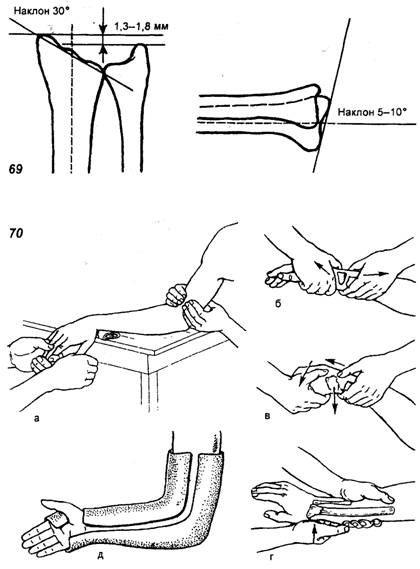 Наклон 30°
1,3–1,8 мм
Наклон 5–10°
69
70
а
б
в
д
г